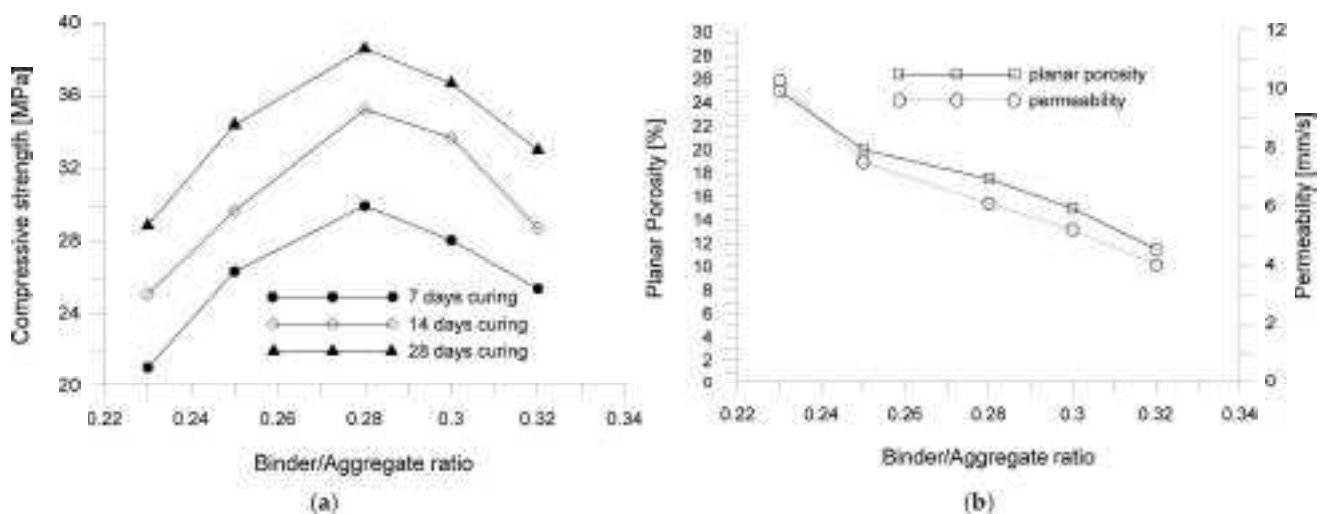 Compressive strength [MPa]
40
36
32
28
24
20
7 days curing
14 days curing
28 days curing
0.22 0.24 0.26 0.28 0.3 0.32 0.34
Binder/Aggregate ratio
(a)
Planar Porosity [%]
30
28
26
24
22
20
18
16
14
12
10
8
6
4
2
0
planar porosity
permeability
12
10
8
6
4
2
0
Permeability [mm/s]
0.22 0.24 0.26 0.28 0.3 0.32 0.34
Binder/Aggregate ratio
(b)